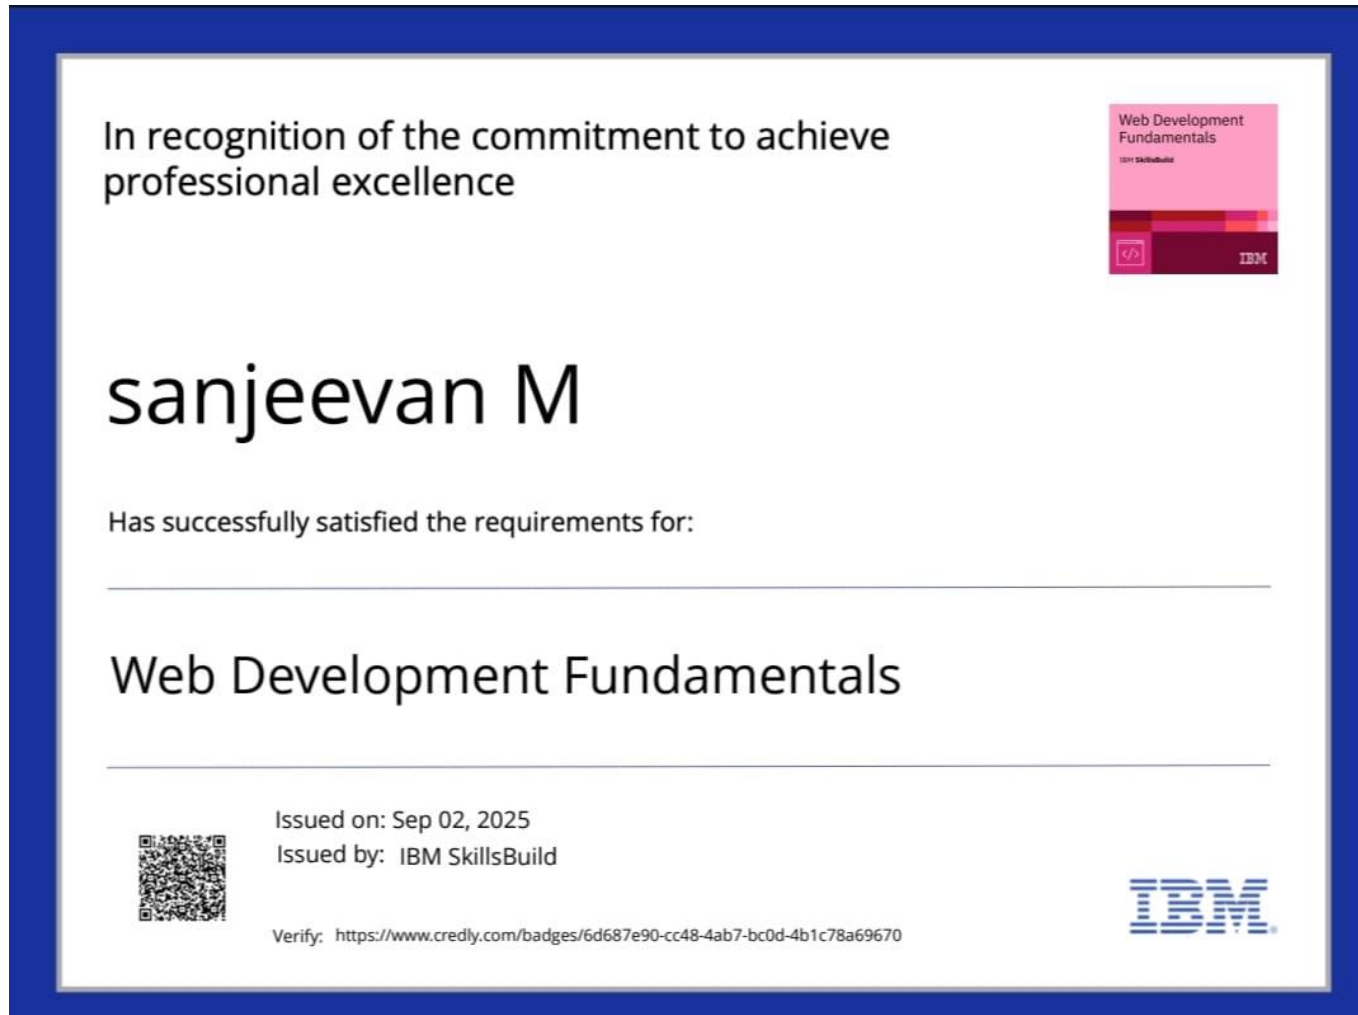 In recognition of the commitment to achieve
professional excellence
Web Development
Fundamentals
IBM SkillsBuild
</>
IBM
sanjeevan M
Has successfully satisfied the requirements for:
Web Development Fundamentals
Issued on: Sep 02, 2025
Issued by: IBM SkillsBuild
Verify: https://www.credly.com/badges/6d687e90-cc48-4ab7-bc0d-4b1c78a69670
IBM.